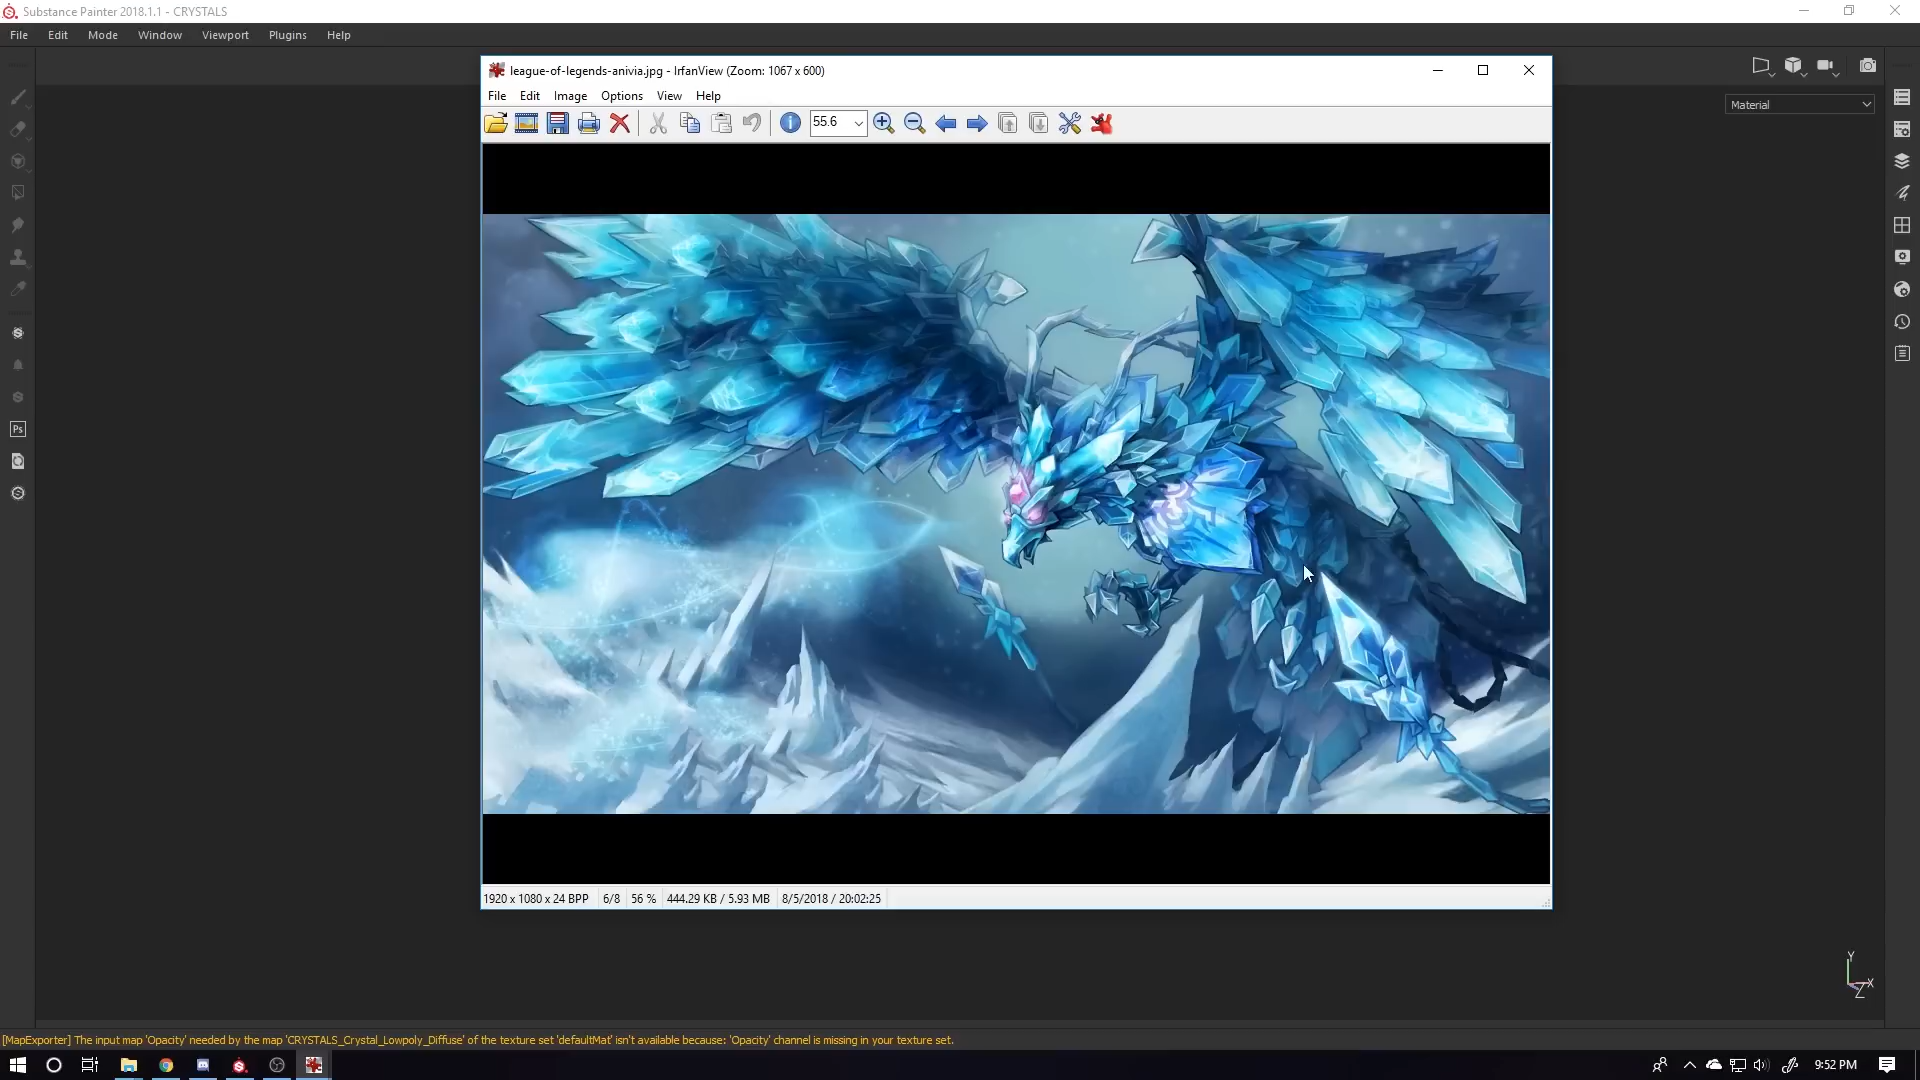 Substance Painter 2018.1.1 - CRYSTALS
File Edit Mode Window Viewport Plugins Help
league-of-legends-anivia.jpg - IrfanView (Zoom: 1067 x 600)
File Edit Image Options View Help
55.6
Material
Ps
1920 x 1080 x 24 BPP 6/8 56 % 444.29 KB / 5.93 MB 8/5/2018 / 20:02:25
Y
X
Z
[MapExporter] The input map 'Opacity' needed by the map 'CRYSTALS_Crystal_Lowpoly_Diffuse' of the texture set 'defaultMat' isn't available because: 'Opacity' channel is missing in your texture set.
9:52 PM